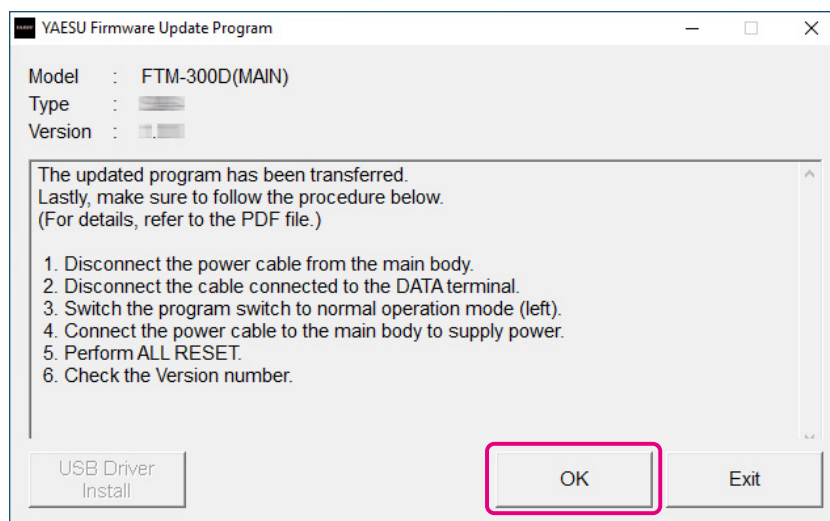 YAESU Firmware Update Program
Model : FTM-300D(MAIN)
Type :
Version :
The updated program has been transferred.
Lastly, make sure to follow the procedure below.
(For details, refer to the PDF file.)
1. Disconnect the power cable from the main body.
2. Disconnect the cable connected to the DATA terminal.
3. Switch the program switch to normal operation mode (left).
4. Connect the power cable to the main body to supply power.
5. Perform ALL RESET.
6. Check the Version number.
USB Driver
Install
OK
Exit